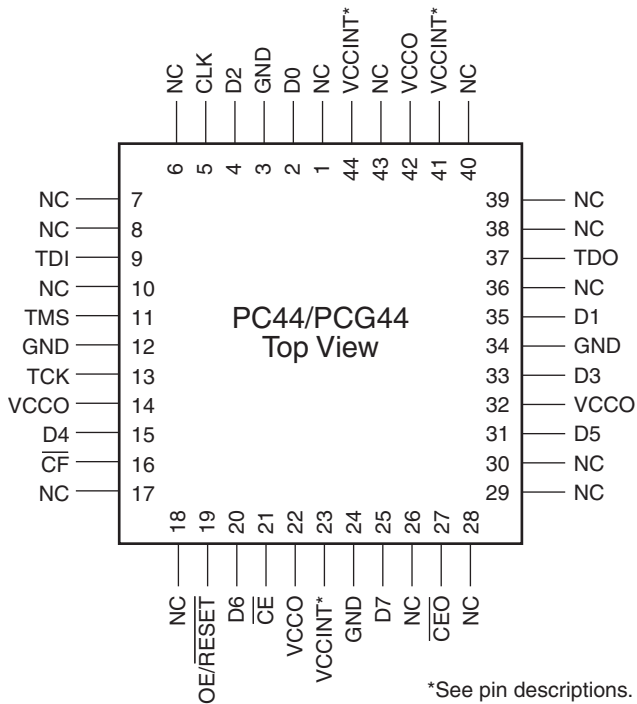 NC CLK D2 GND D0 NC VCCINT* NC VCCO VCCINT* NC
6 5 4 3 2 1 44 43 42 41 40
NC 7 39 NC
NC 8 38 NC
TDI 9 37 TDO
NC 10 36 NC
TMS 11 35 D1
GND 12 34 GND
TCK 13 33 D3
VCCO 14 32 VCCO
D4 15 31 D5
CF 16 30 NC
NC 17 29 NC
PC44/PCG44
Top View
18 19 20 21 22 23 24 25 26 27 28
NC OE/RESET D6 CE VCCO VCCINT* GND D7 NC CEO NC
*See pin descriptions.